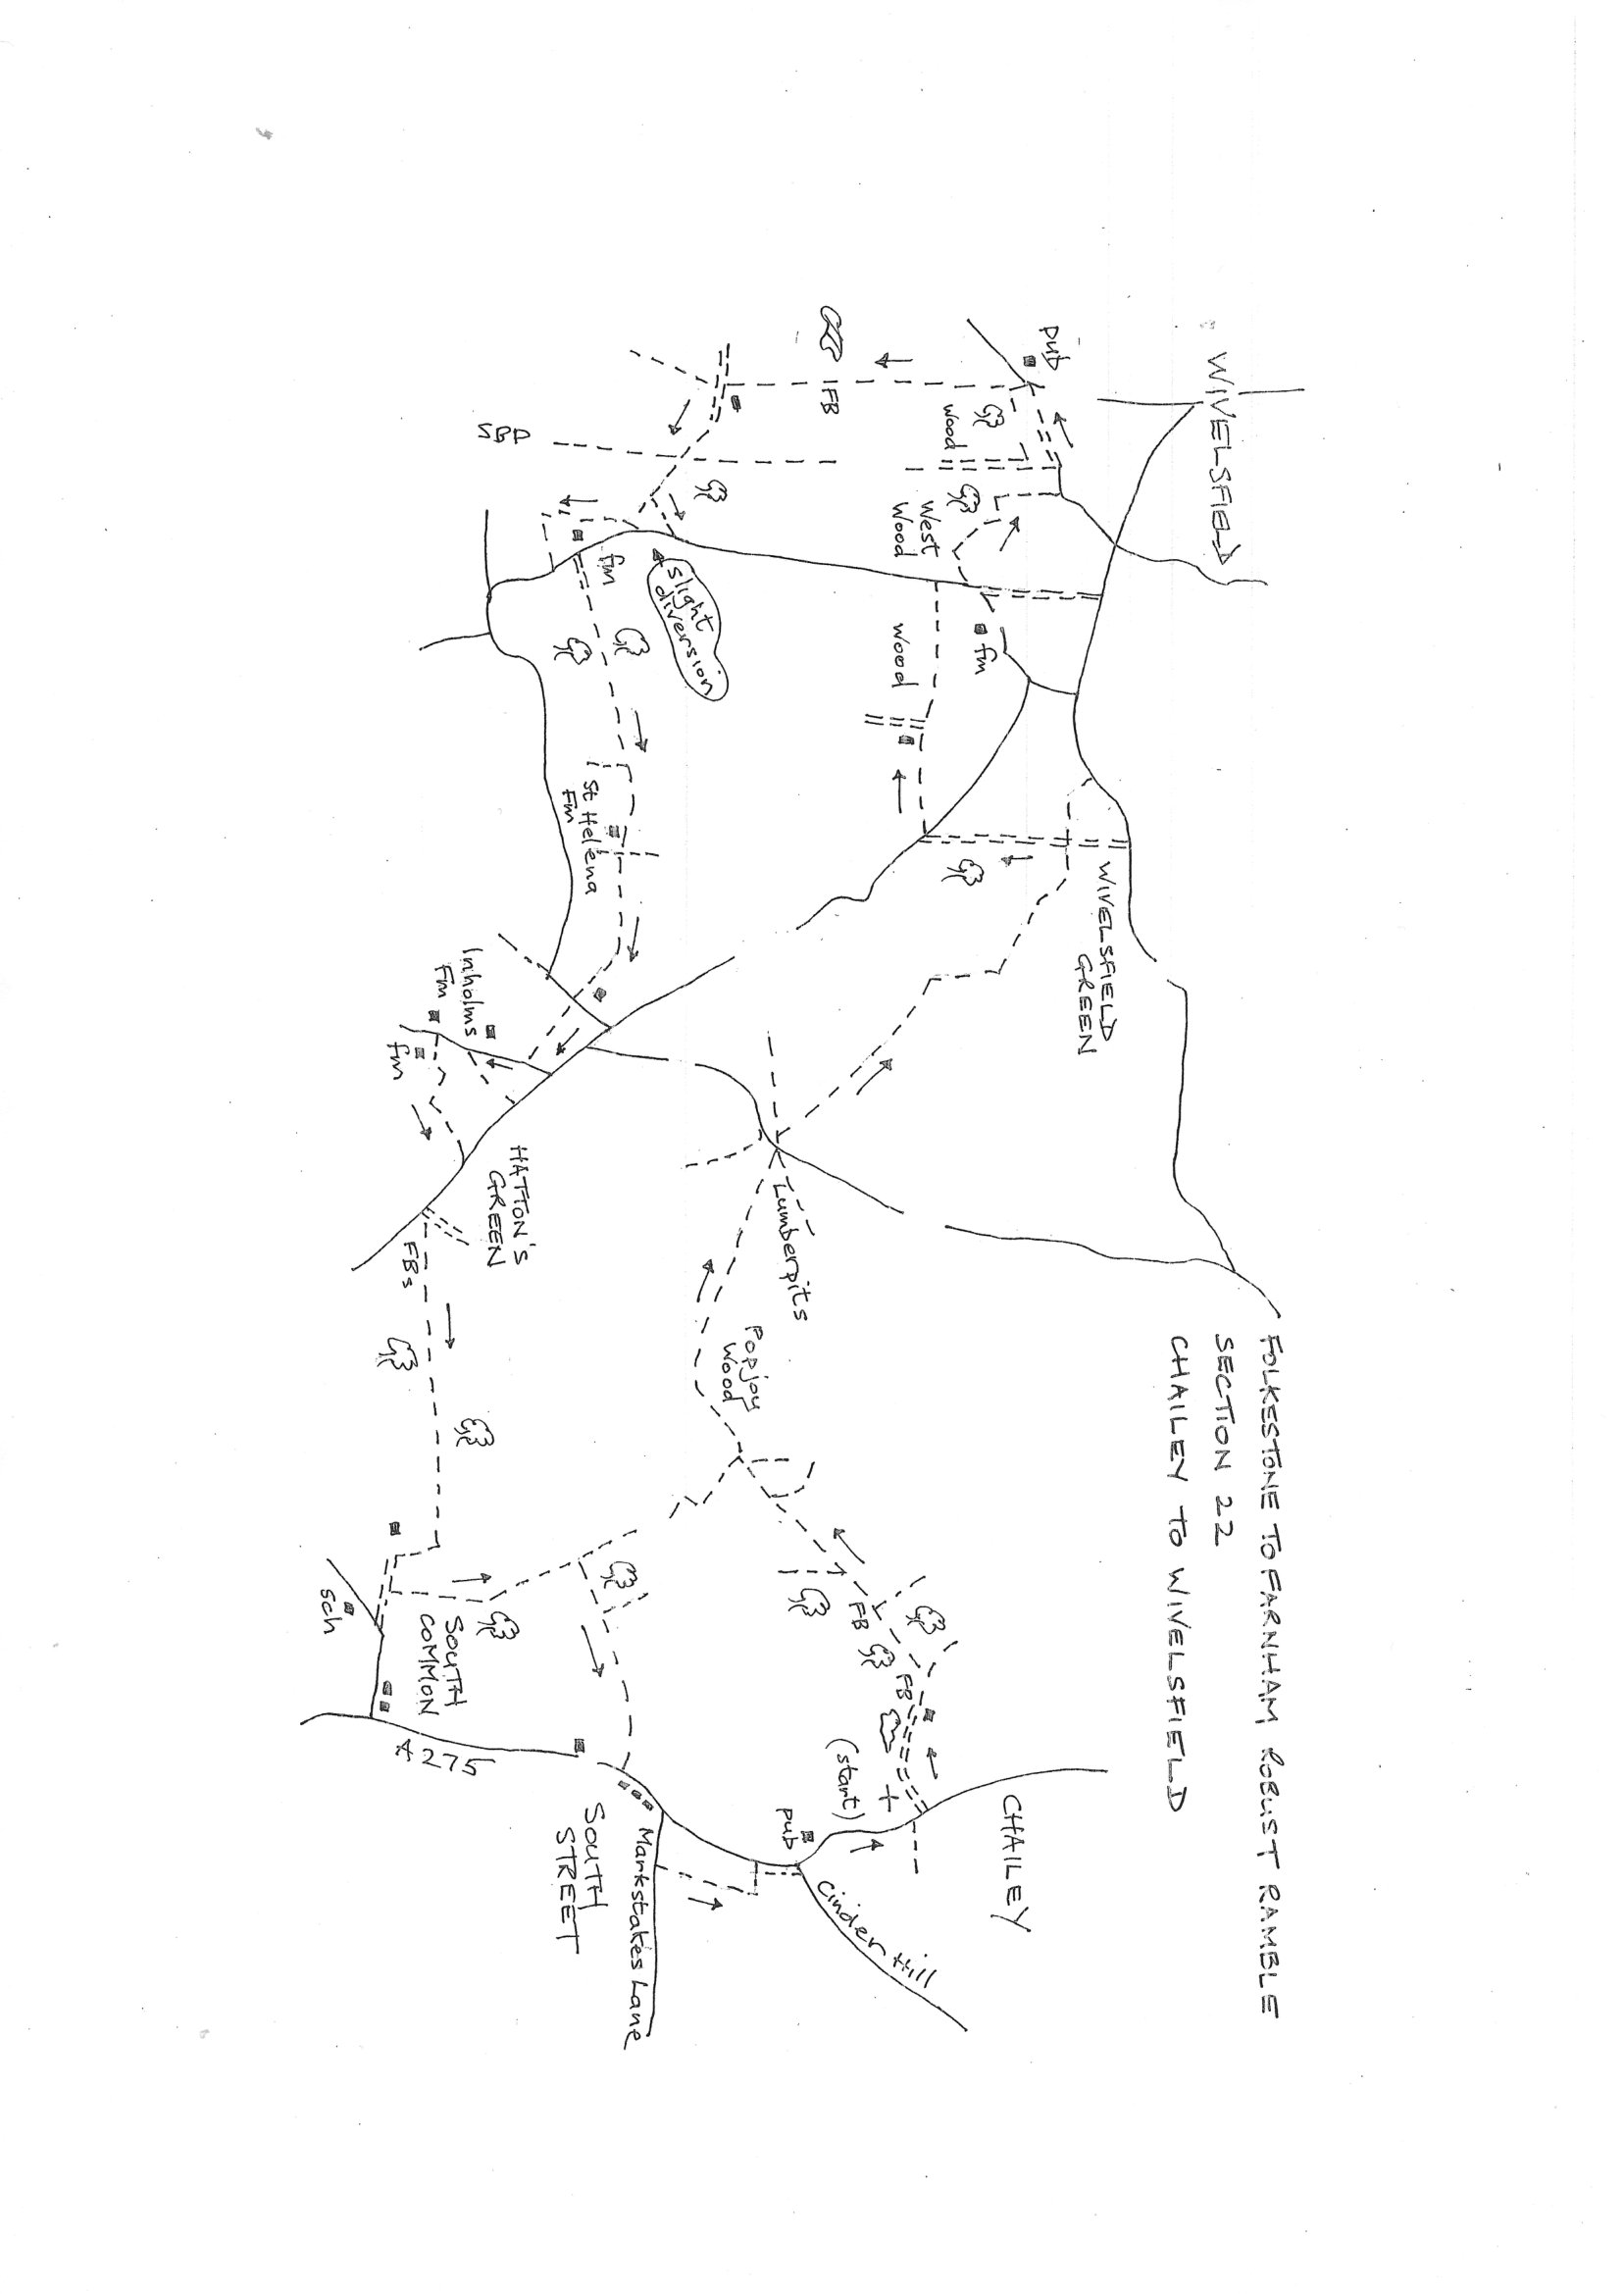 FOLKESTONE TO FARNHAM ROBUST RAMBLE
SECTION 22
CHAILEY TO WIVELSFIELD
WIVELSFIELD
pub
Wood
FB
SBP
West
Wood
fm
Wood
WIVELSFIELD
GREEN
slight
diversion
fm
St Helena
Fm
Inholms
Fm
fm
HATTON'S
GREEN
FBs
Lumberpits
Popjoy
Wood
FB
FB
(start)
CHAILEY
pub
Cinder Hill
Markstakes Lane
SOUTH
STREET
A275
SOUTH
COMMON
Sch